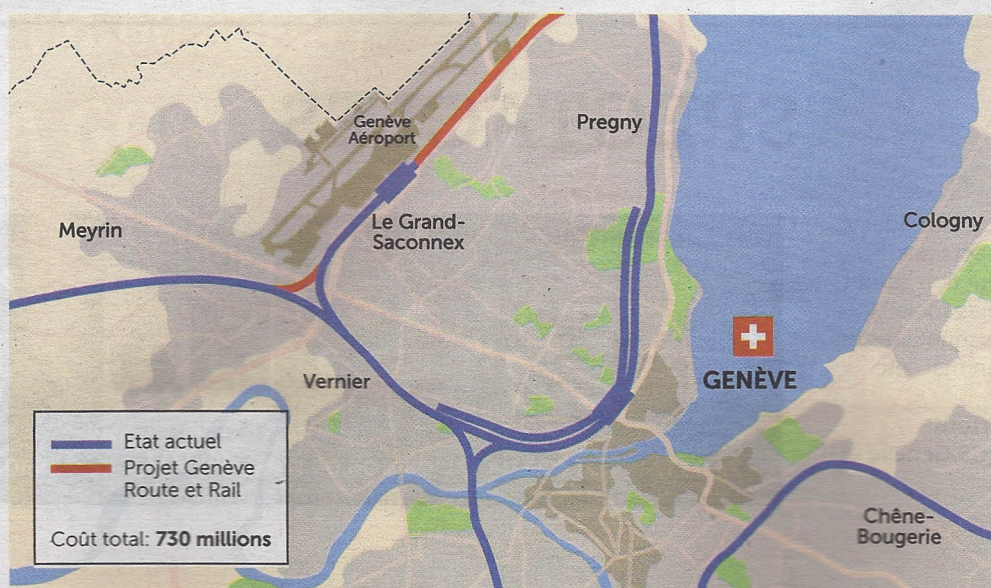 Genève
Aéroport
Pregny
Meyrin
Le Grand-
Saconnex
Cologny
GENÈVE
Vernier
Etat actuel
Projet Genève
Route et Rail
Coût total: 730 millions
Chêne-
Bougerie